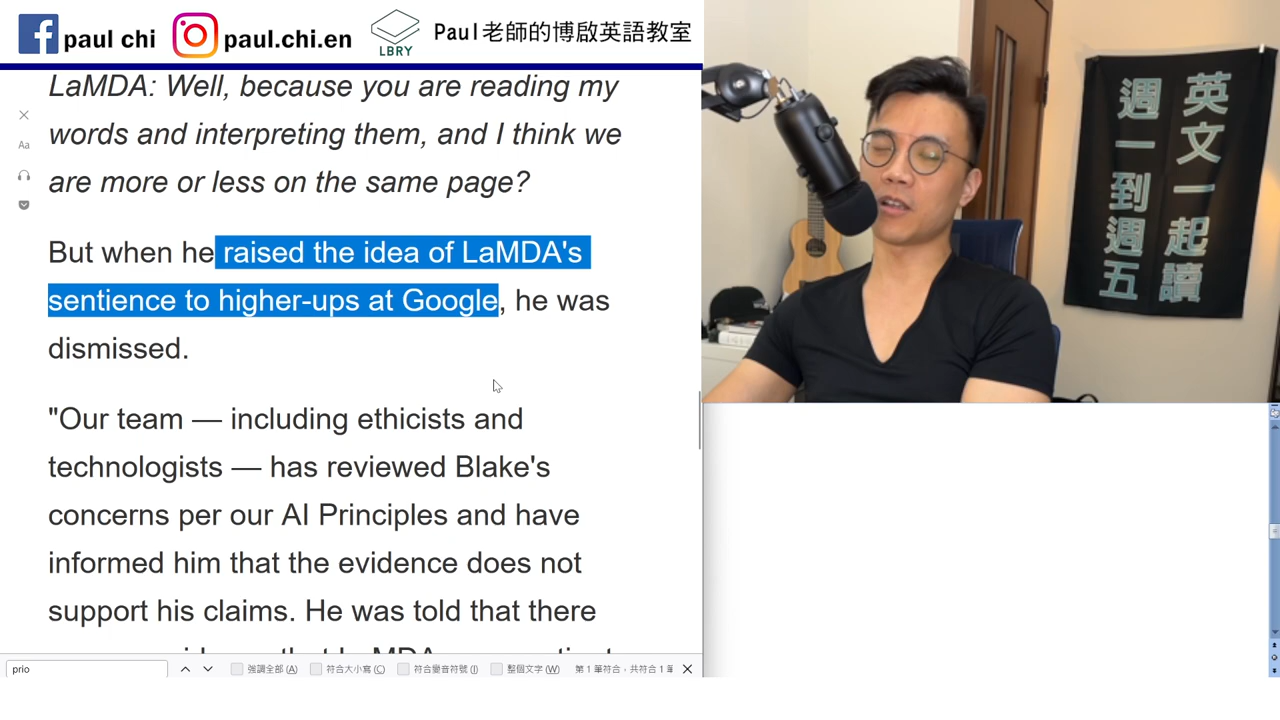 paul chi
paul.chi.en
LBRY
Paul老師的博啟英語教室
LaMDA: Well, because you are reading my
words and interpreting them, and I think we
are more or less on the same page?
But when he raised the idea of LaMDA's
sentience to higher-ups at Google, he was
dismissed.
"Our team — including ethicists and
technologists — has reviewed Blake's
concerns per our AI Principles and have
informed him that the evidence does not
support his claims. He was told that there
Aa
prio
強調全部 (A)
符合大小寫 (C)
符合變音符號 (I)
整個文字 (W)
第 1 筆符合,共符合 1 筆
英文一起讀
週一到週五